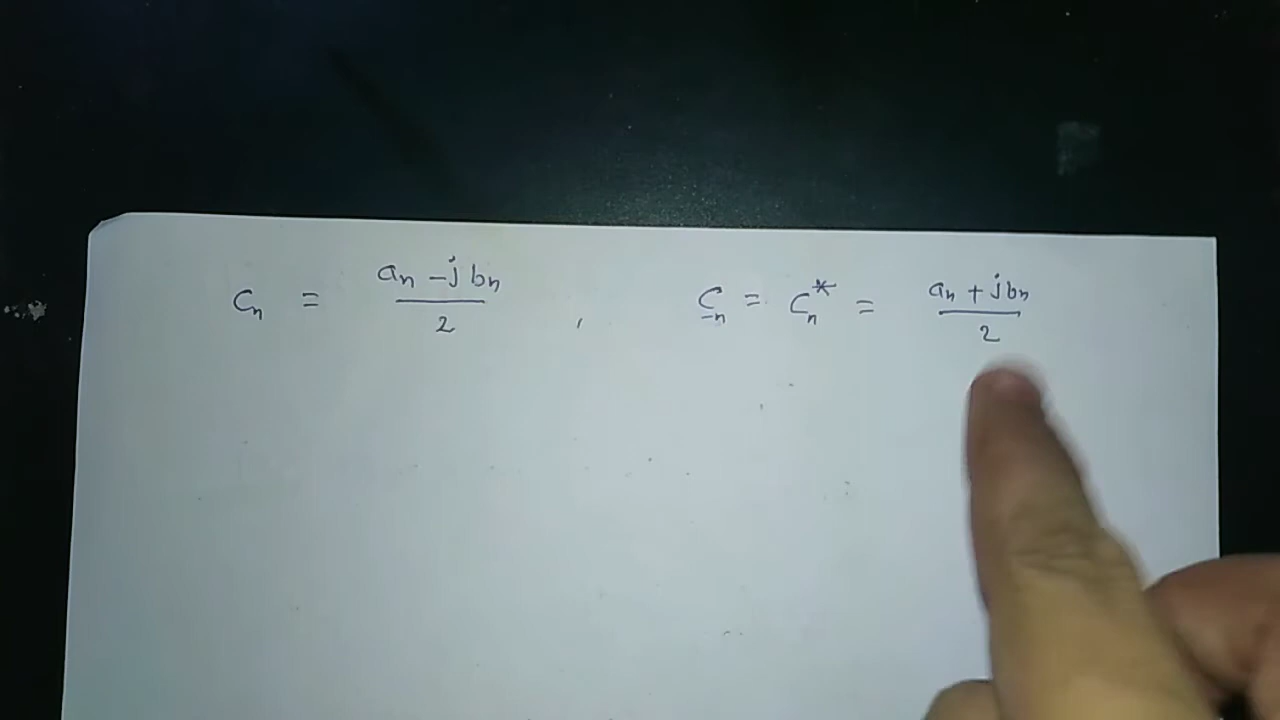 Cn = (an - j bn) / 2 , C-n = Cn* = (an + j bn) / 2